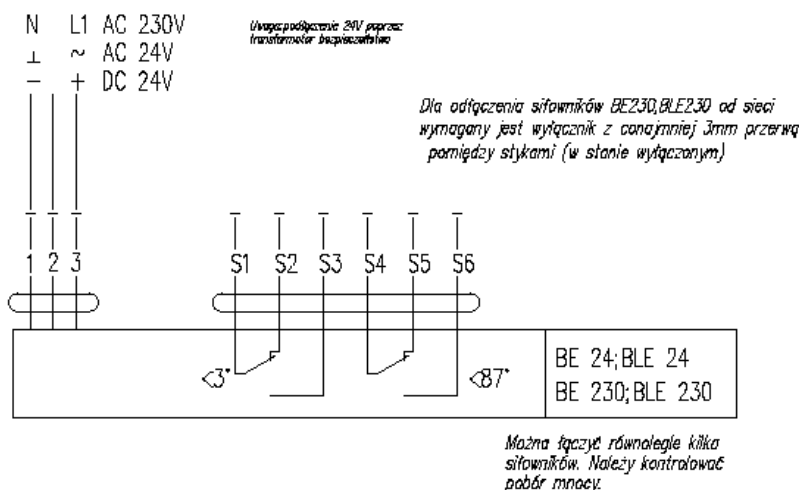 N L1 AC 230V
⊥ ~ AC 24V
− + DC 24V
Uwaga:podłączenie 24V poprzez
transformator bezpieczeństwa
Dla odłączenia siłowników BE230,BLE230 od sieci
wymagany jest wyłącznik z conajmniej 3mm przerwą
pomiędzy stykami (w stanie wyłączonym)
1 2 3 S1 S2 S3 S4 S5 S6
<3° <87°
BE 24;BLE 24
BE 230;BLE 230
Można łączyć równolegle kilka
siłowników. Należy kontrolować
pobór mnocy.